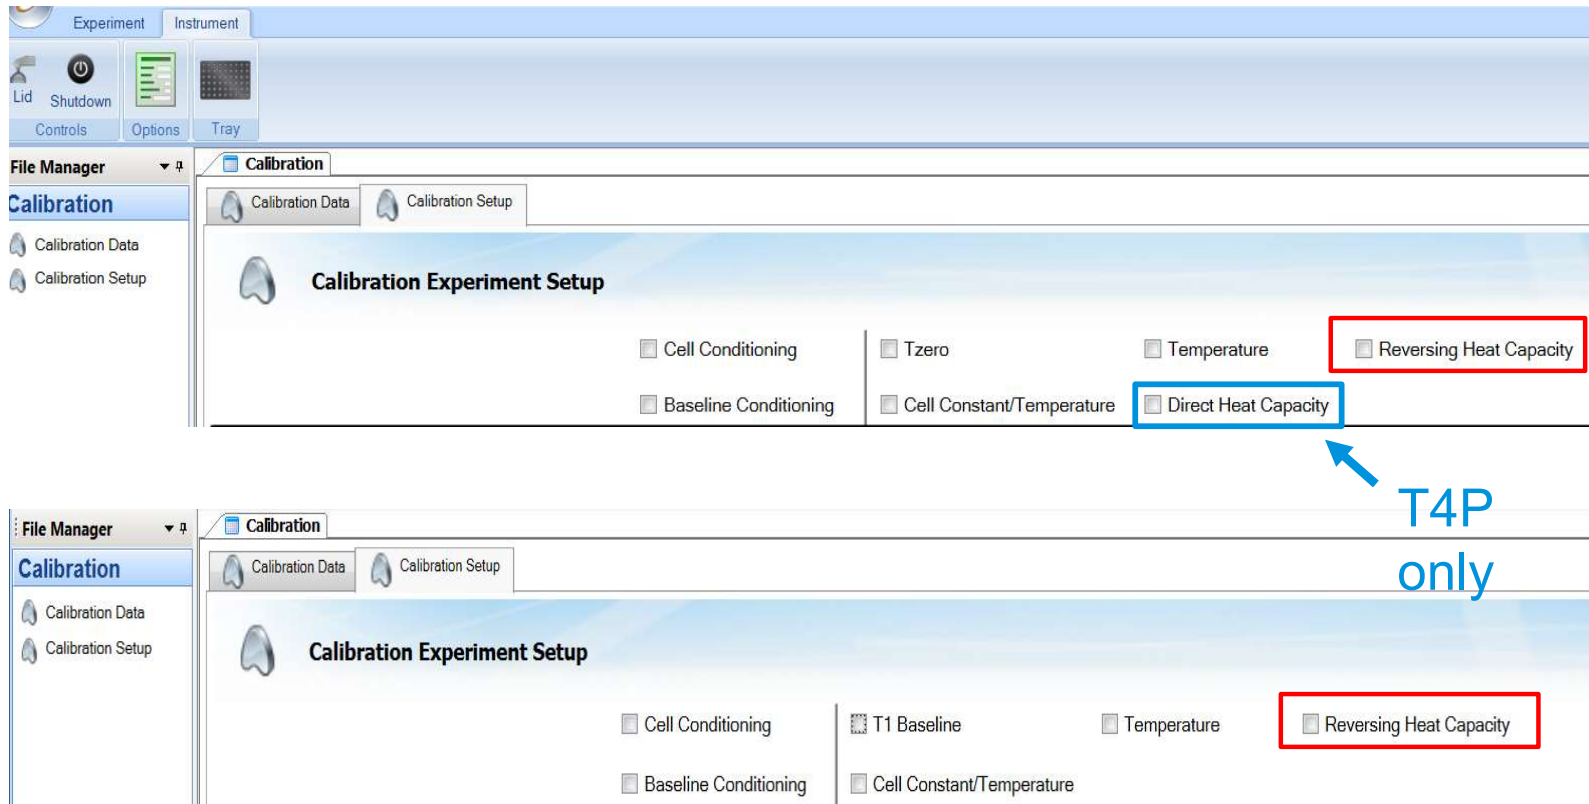 Experiment Instrument
Lid Shutdown
Controls Options Tray
File Manager Calibration
Calibration Calibration Data Calibration Setup
Calibration Data
Calibration Setup
Calibration Experiment Setup
Cell Conditioning Tzero Temperature Reversing Heat Capacity
Baseline Conditioning Cell Constant/Temperature Direct Heat Capacity
T4P
only
File Manager Calibration
Calibration Calibration Data Calibration Setup
Calibration Data
Calibration Setup
Calibration Experiment Setup
Cell Conditioning T1 Baseline Temperature Reversing Heat Capacity
Baseline Conditioning Cell Constant/Temperature